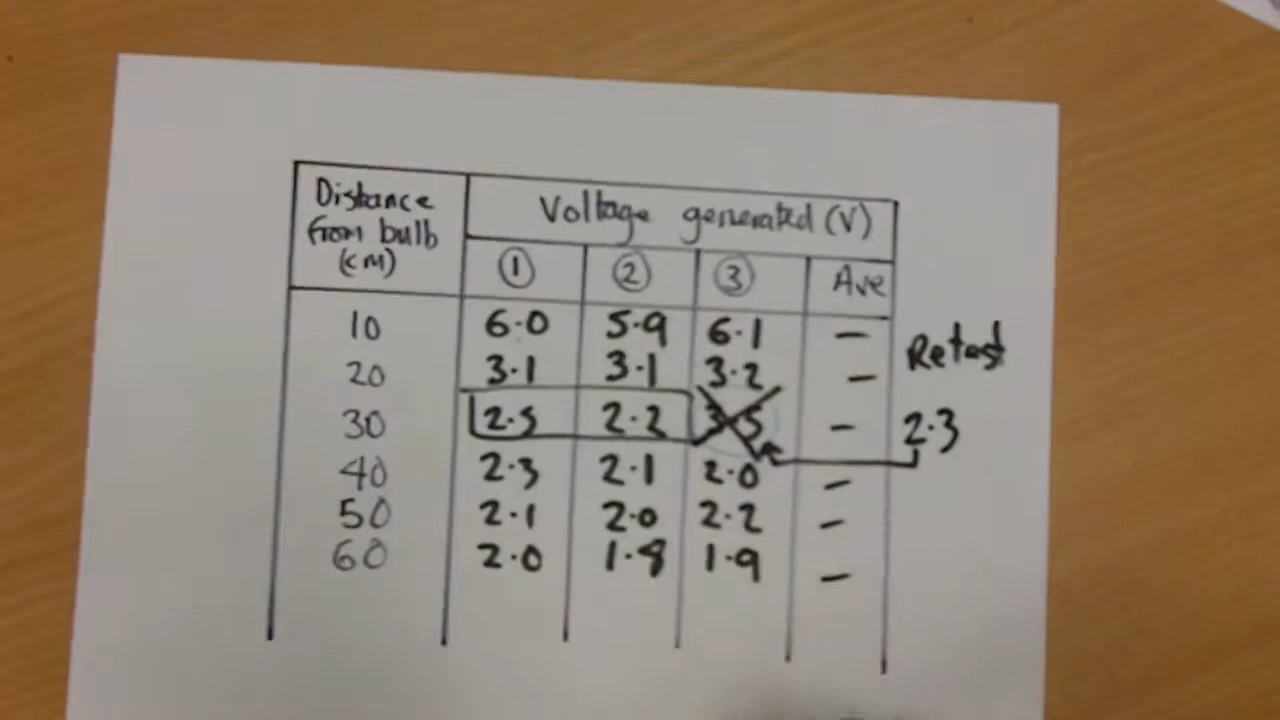 Distance from bulb (cm)
Voltage generated (V)
① ② ③ Ave
10 6.0 5.9 6.1 –
20 3.1 3.1 3.2 –
Retest
30 2.5 2.2 3.5 – 2.3
40 2.3 2.1 2.0 –
50 2.1 2.0 2.2 –
60 2.0 1.8 1.9 –